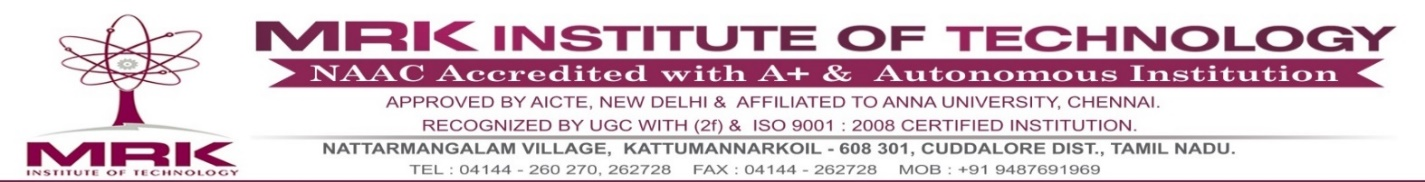 MRK INSTITUTE OF TECHNOLOGY
NAAC Accredited with A+ & Autonomous Institution
APPROVED BY AICTE, NEW DELHI & AFFILIATED TO ANNA UNIVERSITY, CHENNAI.
RECOGNIZED BY UGC WITH (2f) & ISO 9001 : 2008 CERTIFIED INSTITUTION.
NATTARMANGALAM VILLAGE, KATTUMANNARKOIL - 608 301, CUDDALORE DIST., TAMIL NADU.
TEL : 04144 - 260 270, 262728 FAX : 04144 - 262728 MOB : +91 9487691969
MRK
INSTITUTE OF TECHNOLOGY